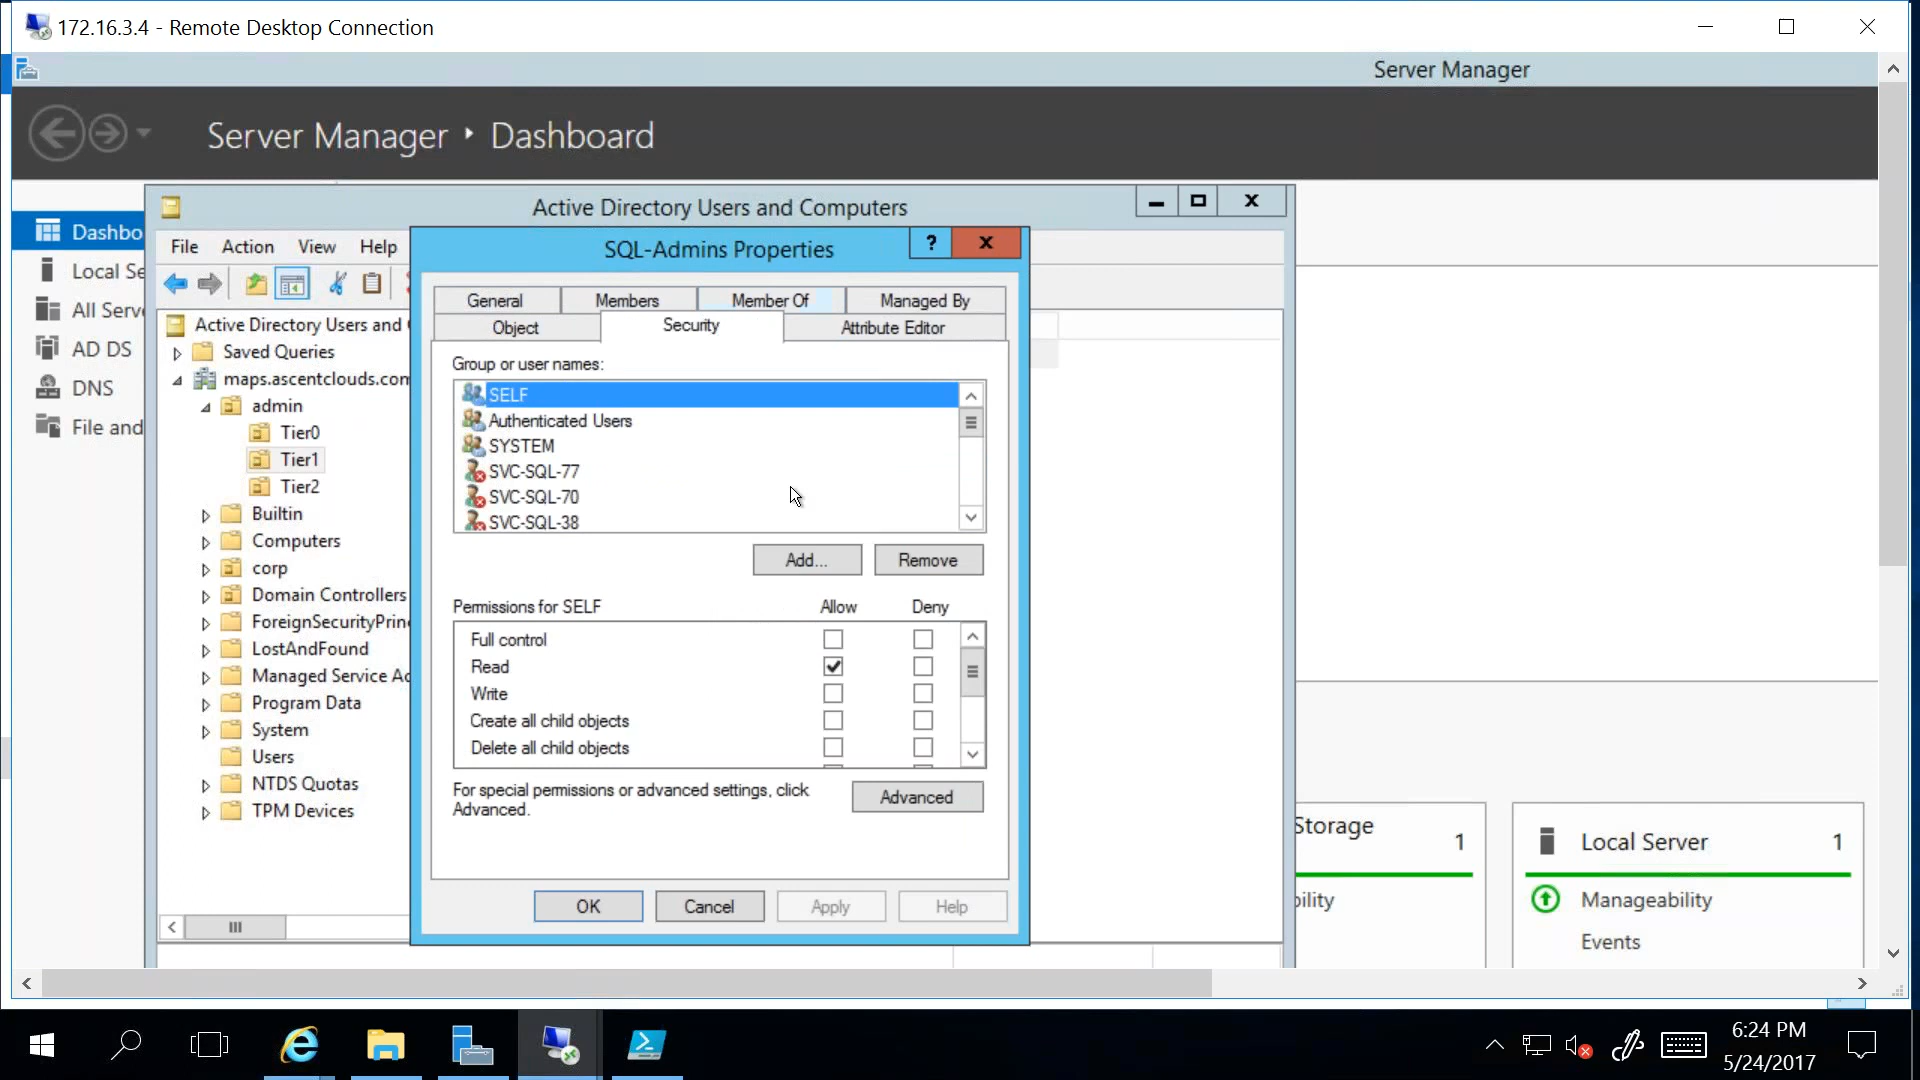 172.16.3.4 - Remote Desktop Connection
Server Manager
Server Manager • Dashboard
Active Directory Users and Computers
File Action View Help
SQL-Admins Properties
?
General Members Member Of Managed By
Object Security Attribute Editor
Group or user names:
SELF
Authenticated Users
SYSTEM
SVC-SQL-77
SVC-SQL-70
SVC-SQL-38
Add... Remove
Permissions for SELF Allow Deny
Full control
Read
Write
Create all child objects
Delete all child objects
For special permissions or advanced settings, click
Advanced.
Advanced
OK Cancel Apply Help
Dashbo
Local Se
All Serve
AD DS
DNS
File and
Active Directory Users and
Saved Queries
maps.ascentclouds.com
admin
Tier0
Tier1
Tier2
Builtin
Computers
corp
Domain Controllers
ForeignSecurityPrin
LostAndFound
Managed Service Ac
Program Data
System
Users
NTDS Quotas
TPM Devices
Storage 1
bility
Local Server 1
Manageability
Events
6:24 PM
5/24/2017